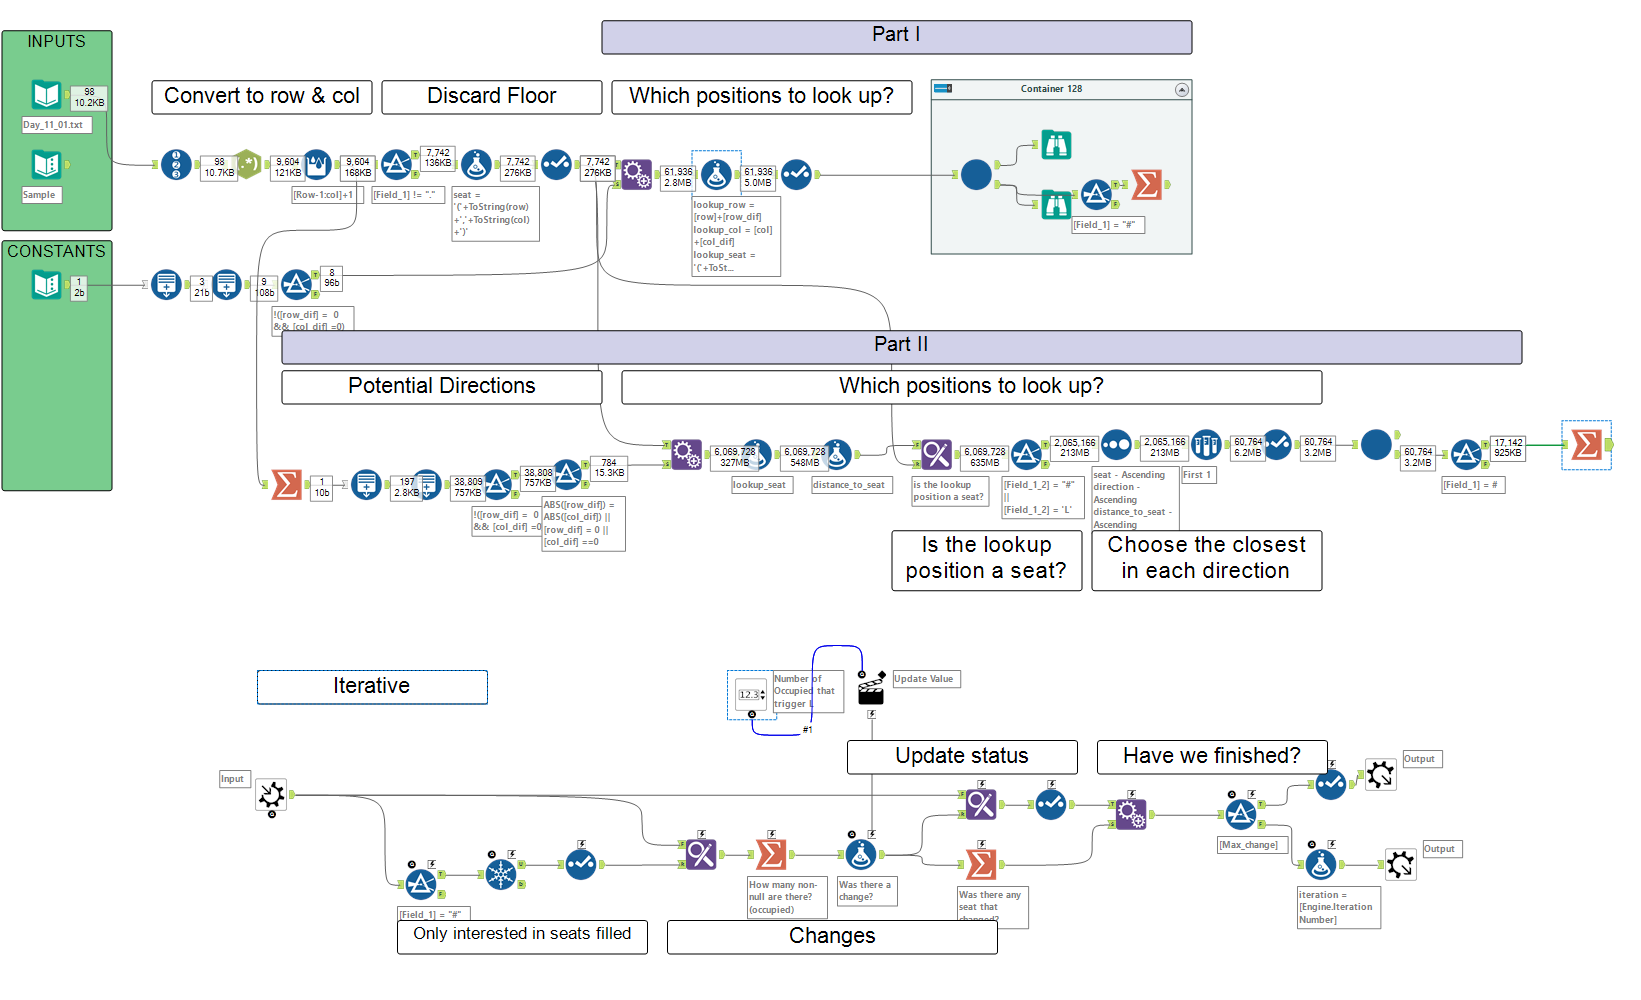 Part I
INPUTS
98
10.2KB
Day_11_01.txt
Sample
Convert to row & col
Discard Floor
Which positions to look up?
Container 128
1
2
3
98
10.7KB
(.*)
9,604
121KB
9,604
168KB
[Row-1:col]+1
7,742
136KB
[Field_1] != "."
seat =
'('+ToString(row)
+','+ToString(col)
+')'
7,742
276KB
7,742
276KB
61,936
2.8MB
lookup_row =
[row]+[row_dif]
lookup_col = [col]
+[col_dif]
lookup_seat =
'('+ToSt...
61,936
5.0MB
[Field_1] = "#"
CONSTANTS
1
2b
3
21b
9
108b
8
96b
!([row_dif] = 0
&& [col_dif] =0)
Part II
Potential Directions
Which positions to look up?
1
10b
197
2.8KB
38,809
757KB
!([row_dif] = 0
&& [col_dif] =0
38,808
757KB
ABS([row_dif]) =
ABS([col_dif]) ||
[row_dif] = 0 ||
[col_dif] ==0
784
15.3KB
6,069,728
327MB
lookup_seat
6,069,728
548MB
distance_to_seat
is the lookup
position a seat?
6,069,728
635MB
[Field_1_2] = "#"
||
[Field_1_2] = 'L'
2,065,166
213MB
seat - Ascending
direction -
Ascending
distance_to_seat -
Ascending
2,065,166
213MB
First 1
60,764
6.2MB
60,764
3.2MB
60,764
3.2MB
[Field_1] = #
17,142
925KB
Is the lookup
position a seat?
Choose the closest
in each direction
Iterative
12.3
Number of
Occupied that
trigger L
#1
Update Value
Update status
Have we finished?
Input
[Field_1] = "#"
Only interested in seats filled
How many non-
null are there?
(occupied)
Was there a
change?
Changes
Was there any
seat that
changed?
[Max_change]
Output
iteration =
[Engine.Iteration
Number]
Output